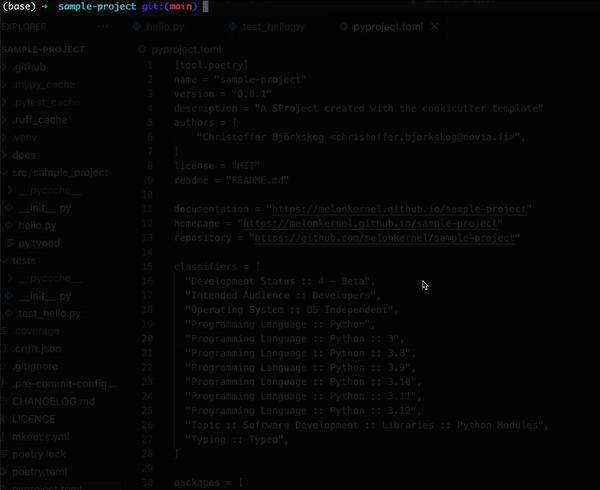 (base) ➜ sample-project git:(main)
EXPLORER ···
hello.py
test_hello.py
pyproject.toml ×
SAMPLE-PROJECT
.github
.mypy_cache
.pytest_cache
.ruff_cache
.venv
docs
src/sample_project
__pycache__
__init__.py
hello.py
py.typed
tests
__pycache__
__init__.py
test_hello.py
.coverage
.cruft.json
.gitignore
.pre-commit-config...
CHANGELOG.md
LICENCE
mkdocs.yml
poetry.lock
poetry.toml
pyproject.toml
pyproject.toml
1 [tool.poetry]
2 name = "sample-project"
3 version = "0.0.1"
4 description = "A SProject created with the cookicutter template"
5 authors = [
6 "Christoffer Björkskog <christoffer.bjorkskog@novia.fi>",
7 ]
8 license = "MIT"
9 readme = "README.md"
10
11 documentation = "https://melonkernel.github.io/sample-project"
12 homepage = "https://melonkernel.github.io/sample-project"
13 repository = "https://github.com/melonkernel/sample-project"
14
15 classifiers = [
16 "Development Status :: 4 - Beta",
17 "Intended Audience :: Developers",
18 "Operating System :: OS Independent",
19 "Programming Language :: Python",
20 "Programming Language :: Python :: 3",
21 "Programming Language :: Python :: 3.8",
22 "Programming Language :: Python :: 3.9",
23 "Programming Language :: Python :: 3.10",
24 "Programming Language :: Python :: 3.11",
25 "Programming Language :: Python :: 3.12",
26 "Topic :: Software Development :: Libraries :: Python Modules",
27 "Typing :: Typed",
28 ]
29
30 packages = [